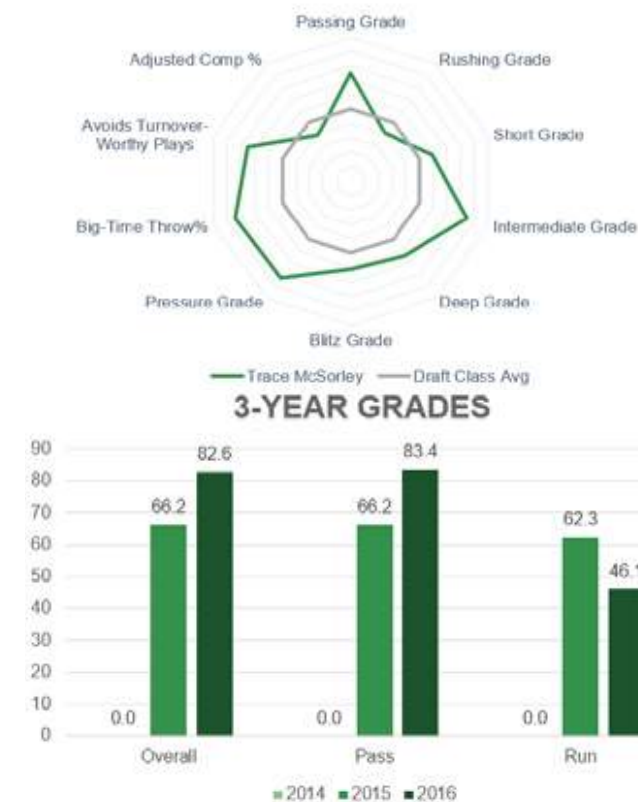 Passing Grade
Adjusted Comp %
Rushing Grade
Avoids Turnover-
Worthy Plays
Short Grade
Big-Time Throw%
Intermediate Grade
Pressure Grade
Deep Grade
Blitz Grade
Trace McSorley
Draft Class Avg
3-YEAR GRADES
90
80
70
60
50
40
30
20
10
0
0.0
66.2
82.6
0.0
66.2
83.4
0.0
62.3
46.1
Overall
Pass
Run
2014
2015
2016